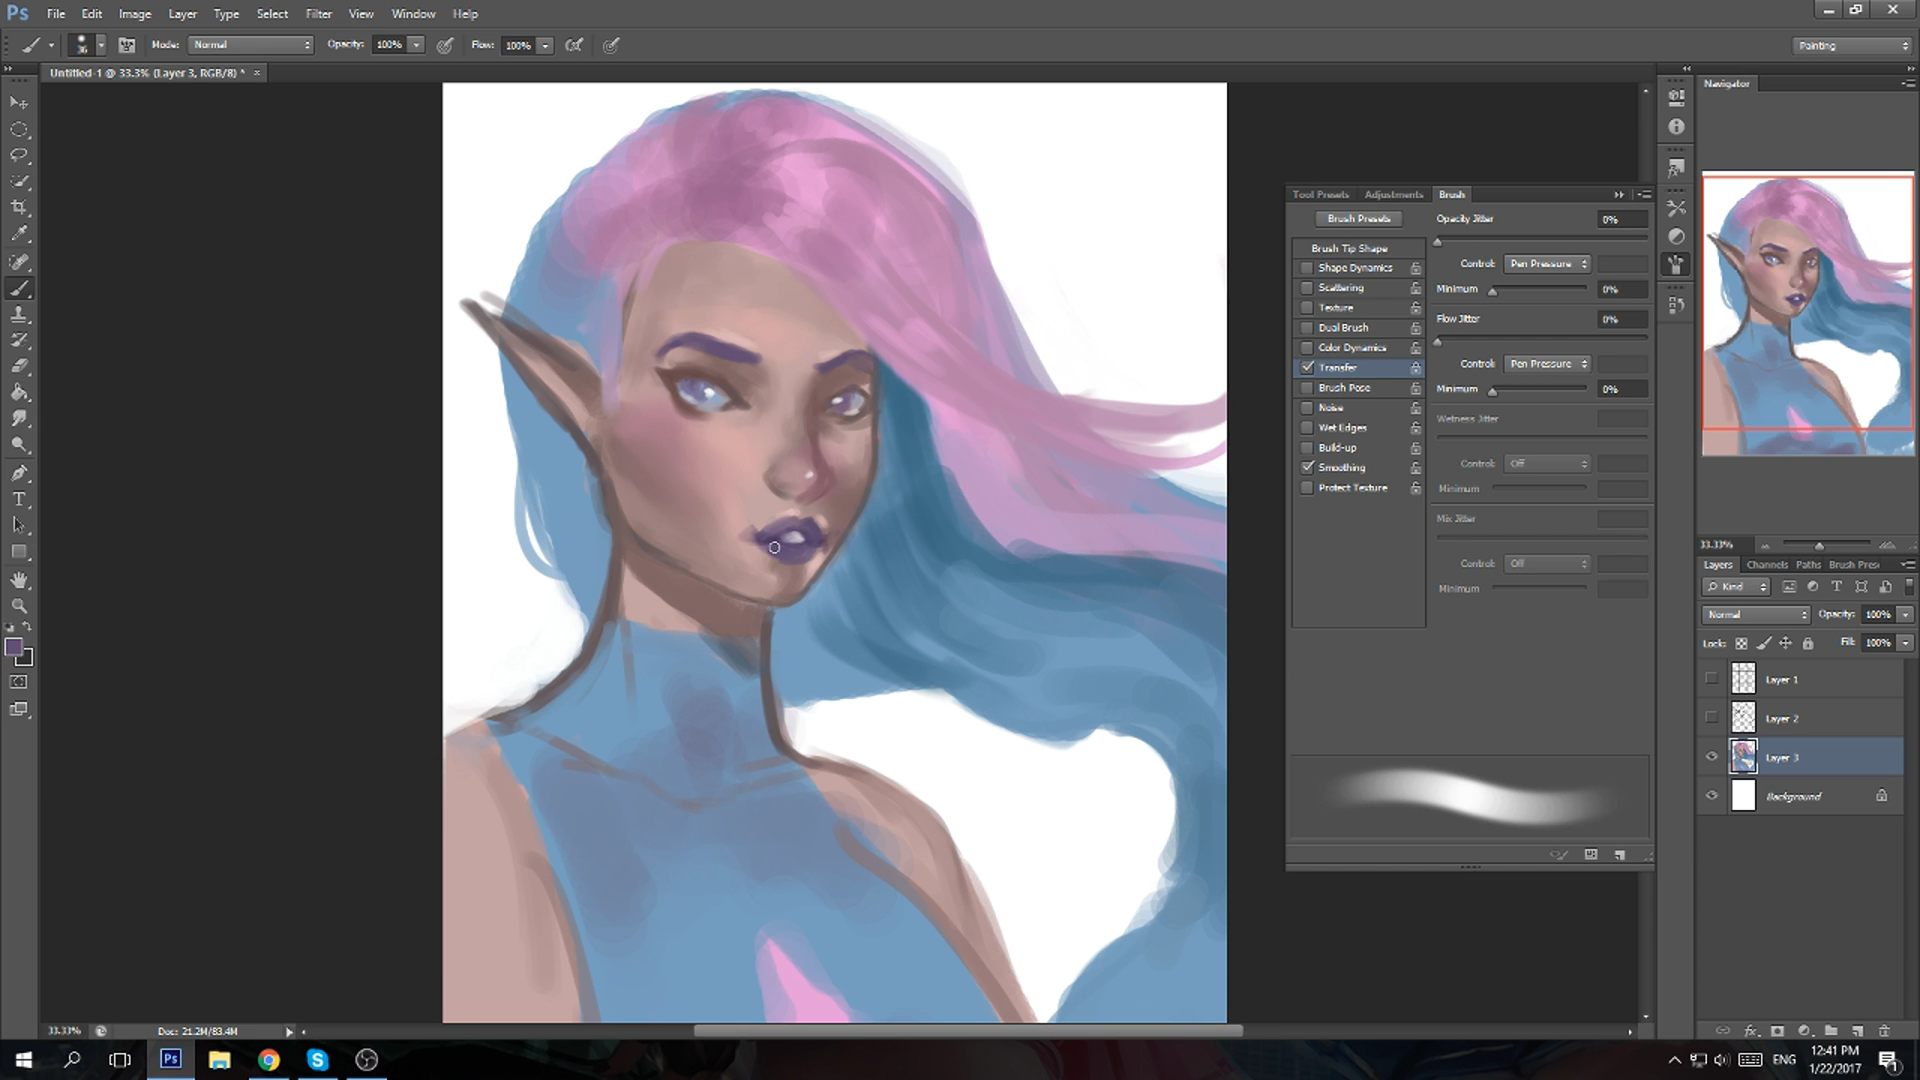 Ps File Edit Image Layer Type Select Filter View Window Help
36 Mode: Normal Opacity: 100% Flow: 100% Painting
Untitled-1 @ 33.3% (Layer 3, RGB/8) * ×
Navigator
Tool Presets Adjustments Brush
Brush Presets
Brush Tip Shape
Shape Dynamics
Scattering
Texture
Dual Brush
Color Dynamics
Transfer
Brush Pose
Noise
Wet Edges
Build-up
Smoothing
Protect Texture
Opacity Jitter 0%
Control: Pen Pressure
Minimum 0%
Flow Jitter 0%
Control: Pen Pressure
Minimum 0%
Wetness Jitter
Control: Off
Minimum
Mix Jitter
Control: Off
Minimum
33.33%
Layers Channels Paths Brush Prese
Kind
Normal Opacity: 100%
Lock: Fill: 100%
Layer 1
Layer 2
Layer 3
Background
33.33% Doc: 21.2M/83.4M
Ps ENG 12:41 PM
1/22/2017